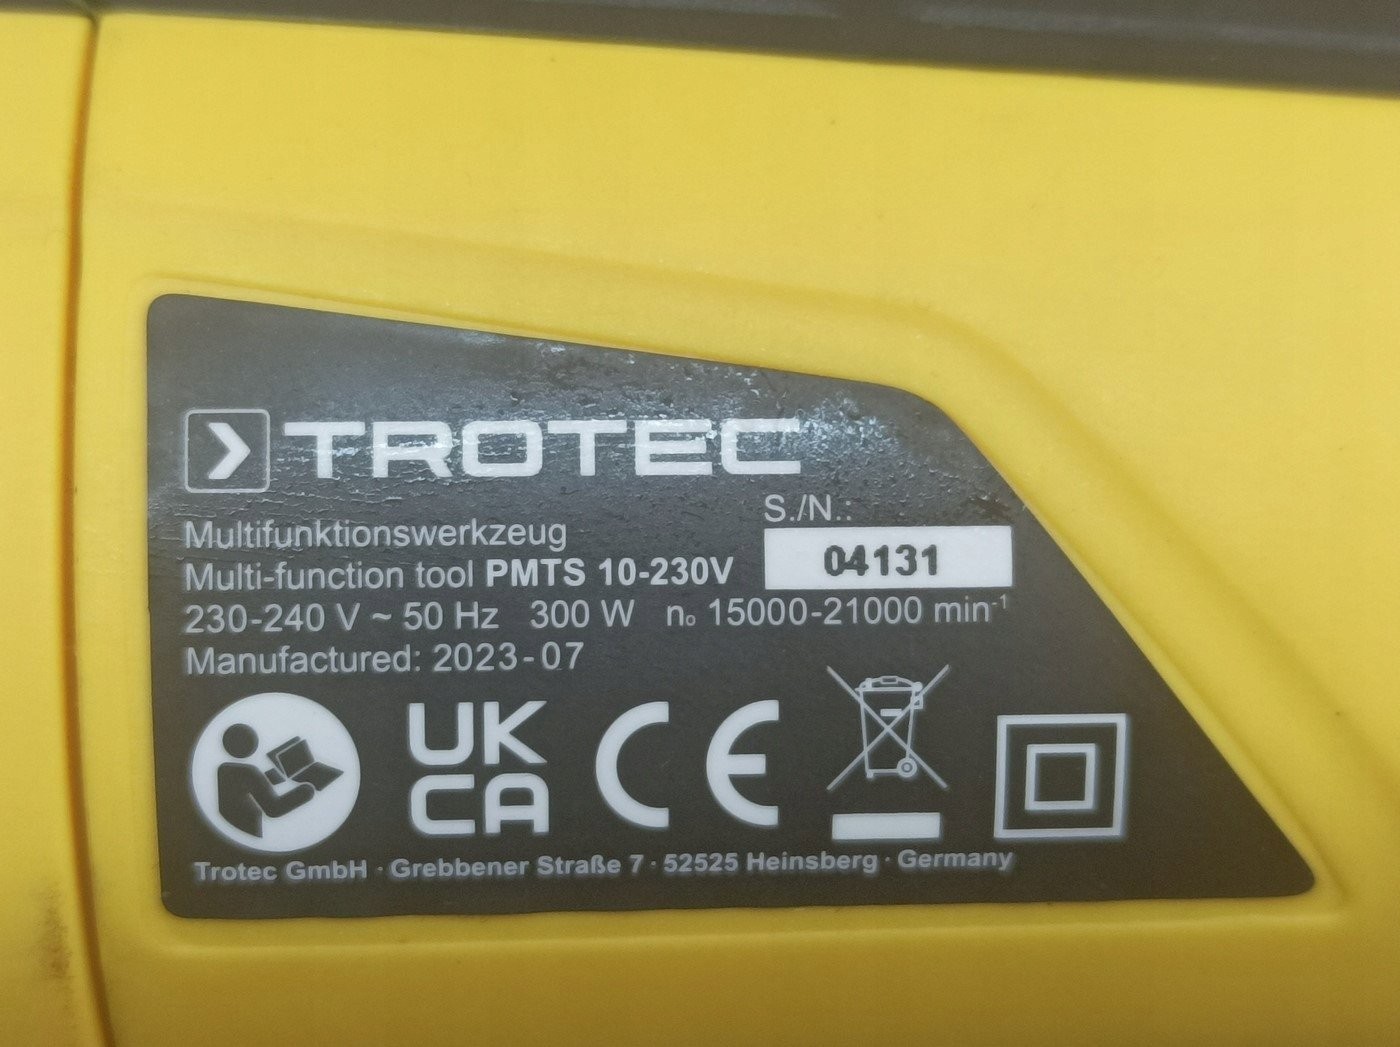 TROTEC
S./N.:
Multifunktionswerkzeug
04131
Multi-function tool PMTS 10-230V
230-240 V ~ 50 Hz 300 W n₀ 15000-21000 min⁻¹
Manufactured: 2023-07
UK
CA
CE
Trotec GmbH · Grebbener Straße 7 · 52525 Heinsberg · Germany